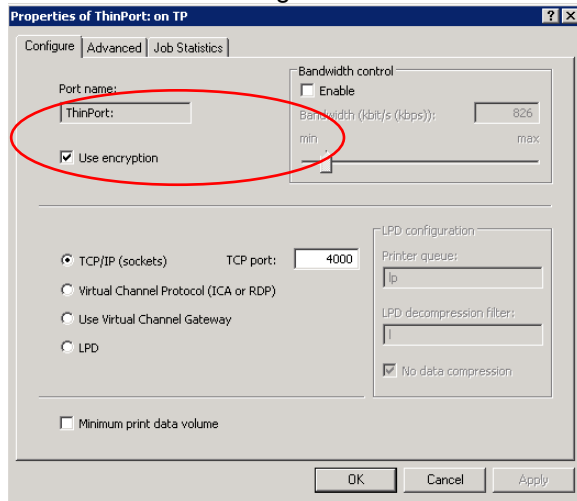 Properties of ThinPort: on TP
Configure Advanced Job Statistics
Port name:
ThinPort:
Use encryption
Bandwidth control
Enable
Bandwidth (kbit/s (kbps)): 826
min max
TCP/IP (sockets) TCP port: 4000
Virtual Channel Protocol (ICA or RDP)
Use Virtual Channel Gateway
LPD
LPD configuration
Printer queue:
lp
LPD decompression filter:
l
No data compression
Minimum print data volume
OK Cancel Apply